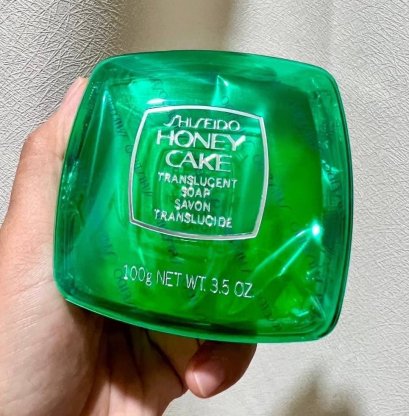 SHISEIDO
HONEY
CAKE
TRANSLUCENT
SOAP
SAVON
TRANSLUCIDE
100g NET WT. 3.5 OZ.